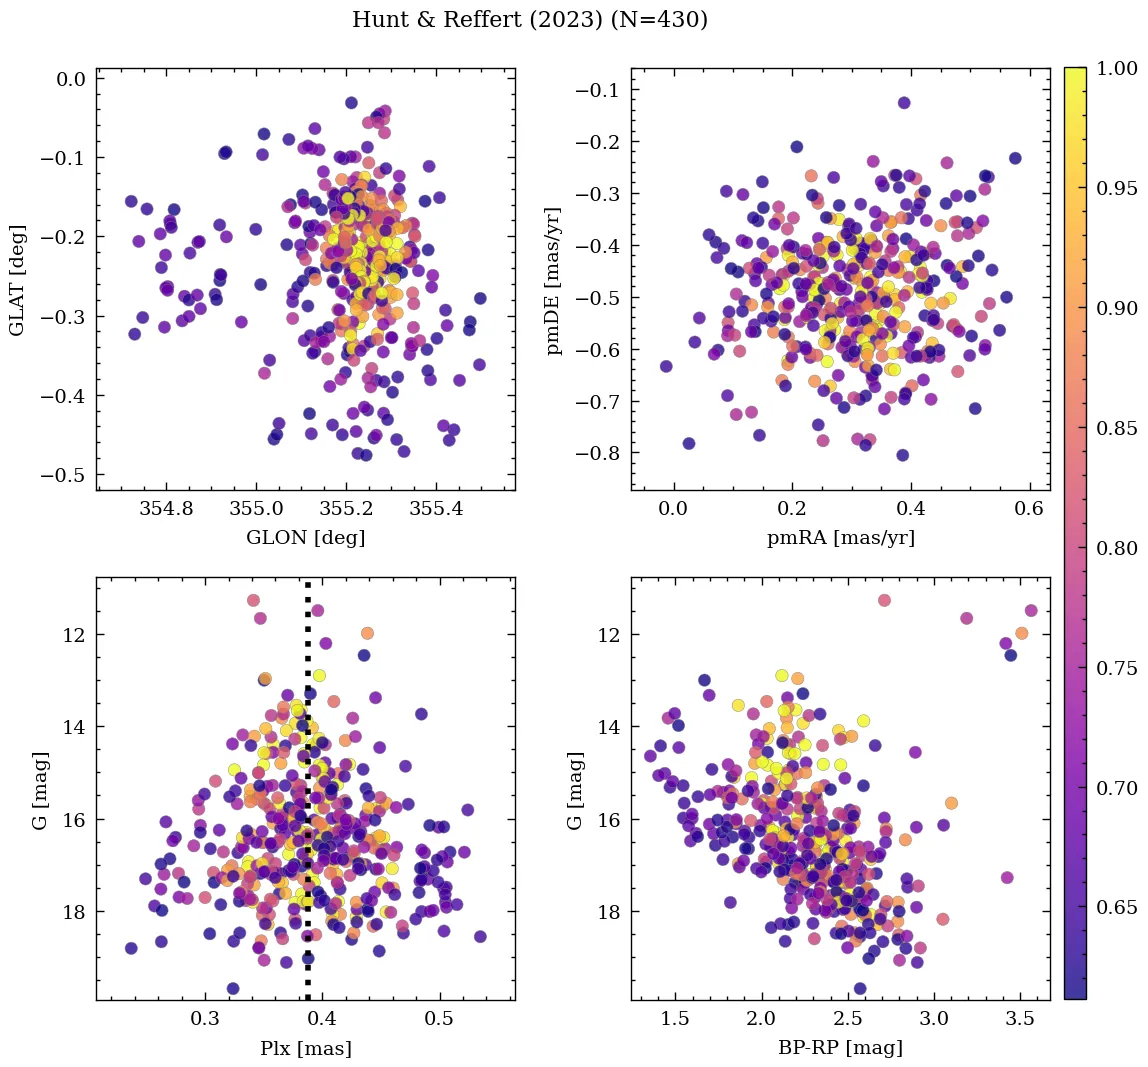 Hunt & Reffert (2023) (N=430)
0.0
−0.1
−0.2
−0.3
−0.4
−0.5
GLAT [deg]
354.8 355.0 355.2 355.4
GLON [deg]
−0.1
−0.2
−0.3
−0.4
−0.5
−0.6
−0.7
−0.8
pmDE [mas/yr]
0.0 0.2 0.4 0.6
pmRA [mas/yr]
1.00
0.95
0.90
0.85
0.80
0.75
0.70
0.65
12
14
16
18
G [mag]
0.3 0.4 0.5
Plx [mas]
12
14
16
18
G [mag]
1.5 2.0 2.5 3.0 3.5
BP-RP [mag]